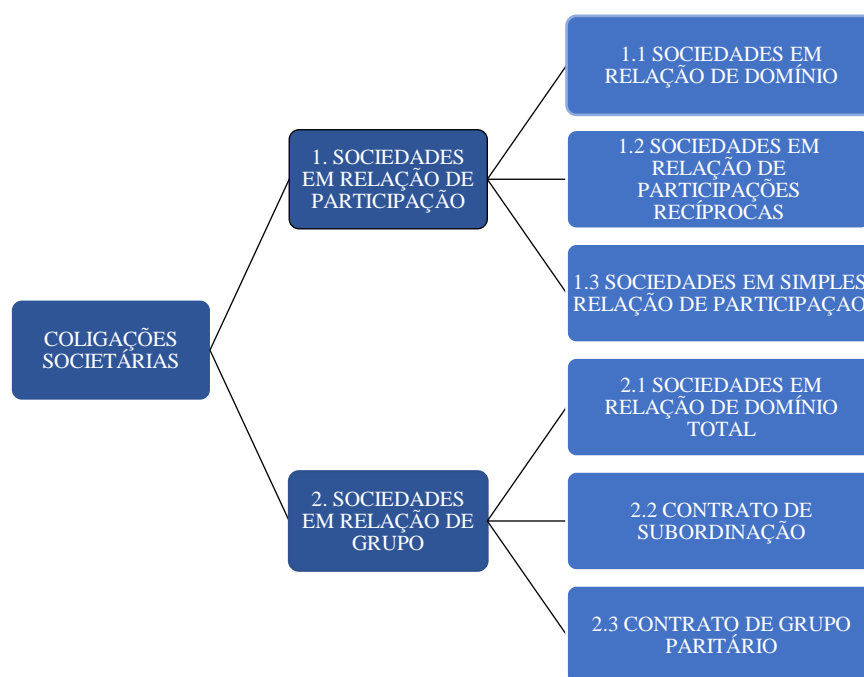 1.1 SOCIEDADES EM
RELAÇÃO DE DOMÍNIO
1. SOCIEDADES
EM RELAÇÃO DE
PARTICIPAÇÃO
1.2 SOCIEDADES EM
RELAÇÃO DE
PARTICIPAÇÕES
RECÍPROCAS
1.3 SOCIEDADES EM SIMPLES
RELAÇÃO DE PARTICIPAÇAO
COLIGAÇÕES
SOCIETÁRIAS
2.1 SOCIEDADES EM
RELAÇÃO DE DOMÍNIO
TOTAL
2. SOCIEDADES
EM RELAÇÃO DE
GRUPO
2.2 CONTRATO DE
SUBORDINAÇÃO
2.3 CONTRATO DE GRUPO
PARITÁRIO